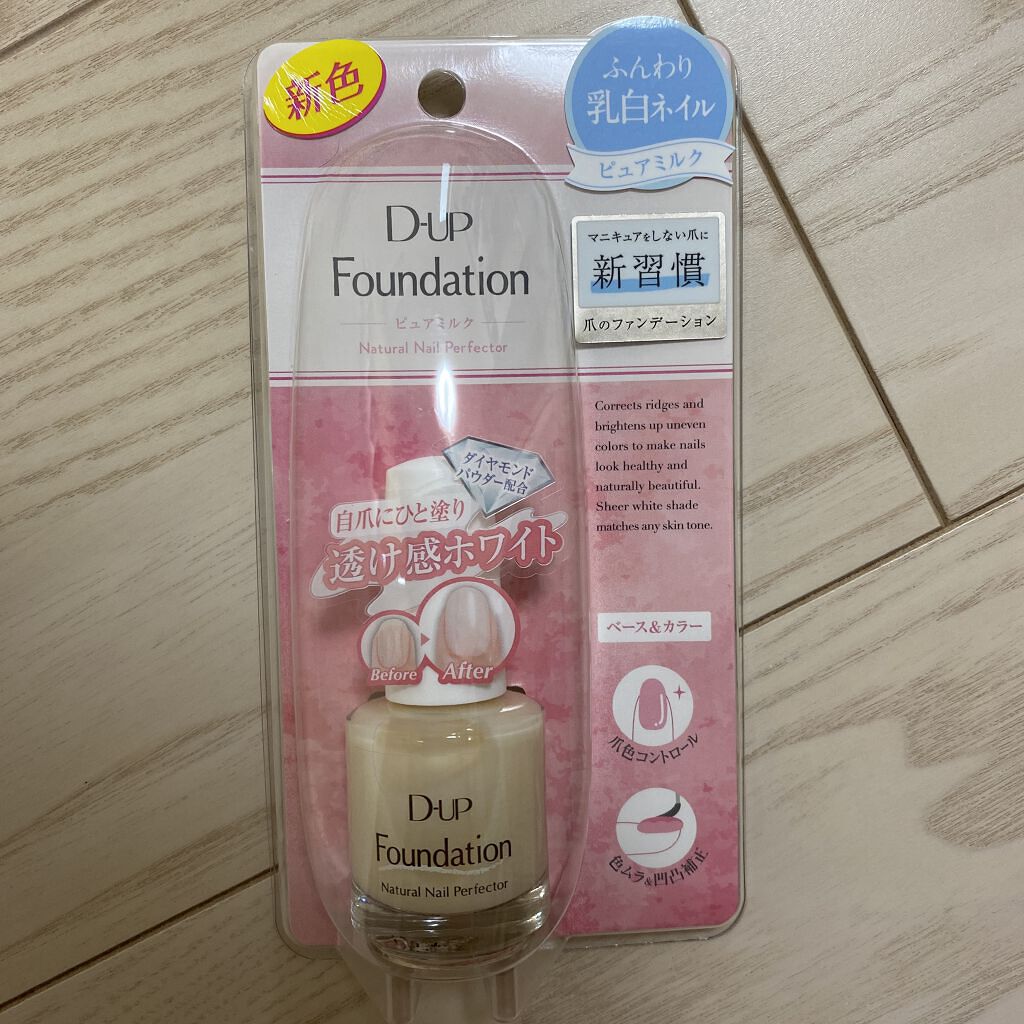 新色
ふんわり
乳白ネイル
ピュアミルク
D-UP
Foundation
ピュアミルク
Natural Nail Perfector
マニキュアをしない爪に
新習慣
爪のファンデーション
Corrects ridges and
brightens up uneven
colors to make nails
look healthy and
naturally beautiful.
Sheer white shade
matches any skin tone.
ダイヤモンド
パウダー配合
自爪にひと塗り
透け感ホワイト
Before
After
ベース&カラー
爪色コントロール
色ムラ&凹凸補正
D-UP
Foundation
Natural Nail Perfector